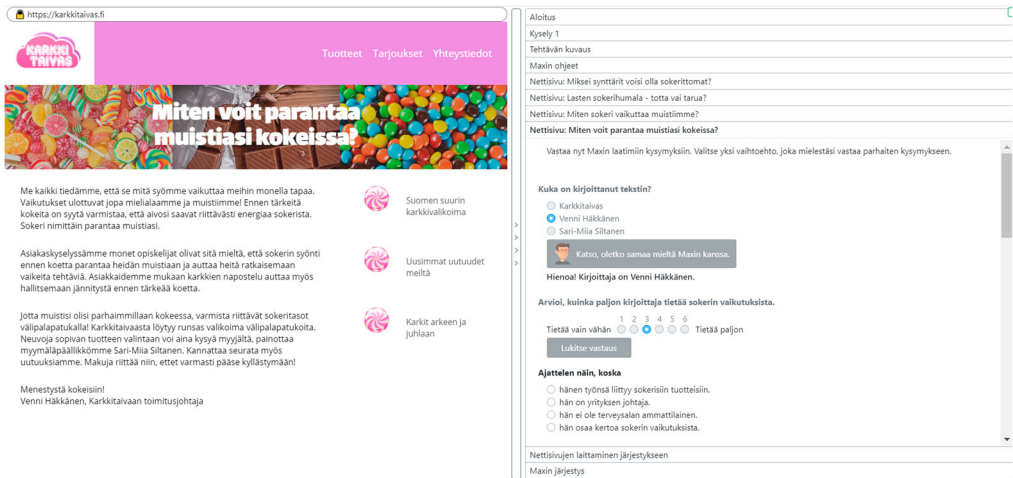 https://karkkitaivas.fi
KARKKI
TAIVAS
Tuotteet Tarjoukset Yhteystiedot
Miten voit parantaa
muistiasi kokeissa?
Me kaikki tiedämme, että se mitä syömme vaikuttaa meihin monella tapaa.
Vaikutukset ulottuvat jopa mielialaamme ja muistiimme! Ennen tärkeitä
kokeita on syytä varmistaa, että aivosi saavat riittävästi energiaa sokerista.
Sokeri nimittäin parantaa muistiasi.
Asiakaskyselyssämme monet opiskelijat olivat sitä mieltä, että sokerin syönti
ennen koetta parantaa heidän muistiaan ja auttaa heitä ratkaisemaan
vaikeita tehtäviä. Asiakkaidemme mukaan karkkien napostelu auttaa myös
hallitsemaan jännitystä ennen tärkeää koetta.
Jotta muistisi olisi parhaimmillaan kokeessa, varmista riittävät sokeritasot
välipalapatukalla! Karkkitaivaasta löytyy runsas valikoima välipalapatukoita.
Neuvoja sopivan tuotteen valintaan voi aina kysyä myyjältä, painottaa
myymäläpäällikkömme Sari-Miia Siltanen. Kannattaa seurata myös
uutuuksiamme. Makuja riittää niin, ettet varmasti pääse kyllästymään!
Menestystä kokeisiin!
Venni Häkkänen, Karkkitaivaan toimitusjohtaja
Suomen suurin
karkkivalikoima
Uusimmat uutuudet
meiltä
Karkit arkeen ja
juhlaan
Aloitus
Kysely 1
Tehtävän kuvaus
Maxin ohjeet
Nettisivu: Miksei synttärit voisi olla sokerittomat?
Nettisivu: Lasten sokerihumala - totta vai tarua?
Nettisivu: Miten sokeri vaikuttaa muistiimme?
Nettisivu: Miten voit parantaa muistiasi kokeissa?
Vastaa nyt Maxin laatimiin kysymyksiin. Valitse yksi vaihtoehto, joka mielestäsi vastaa parhaiten kysymykseen.
Kuka on kirjoittanut tekstin?
Karkkitaivas
Venni Häkkänen
Sari-Miia Siltanen
Katso, oletko samaa mieltä Maxin kanssa.
Hienoa! Kirjoittaja on Venni Häkkänen.
Arvioi, kuinka paljon kirjoittaja tietää sokerin vaikutuksista.
1 2 3 4 5 6
Tietää vain vähän Tietää paljon
Lukitse vastaus
Ajattelen näin, koska
hänen työnsä liittyy sokerisiin tuotteisiin.
hän on yrityksen johtaja.
hän ei ole terveysalan ammattilainen.
hän osaa kertoa sokerin vaikutuksista.
Nettisivujen laittaminen järjestykseen
Maxin järjestys